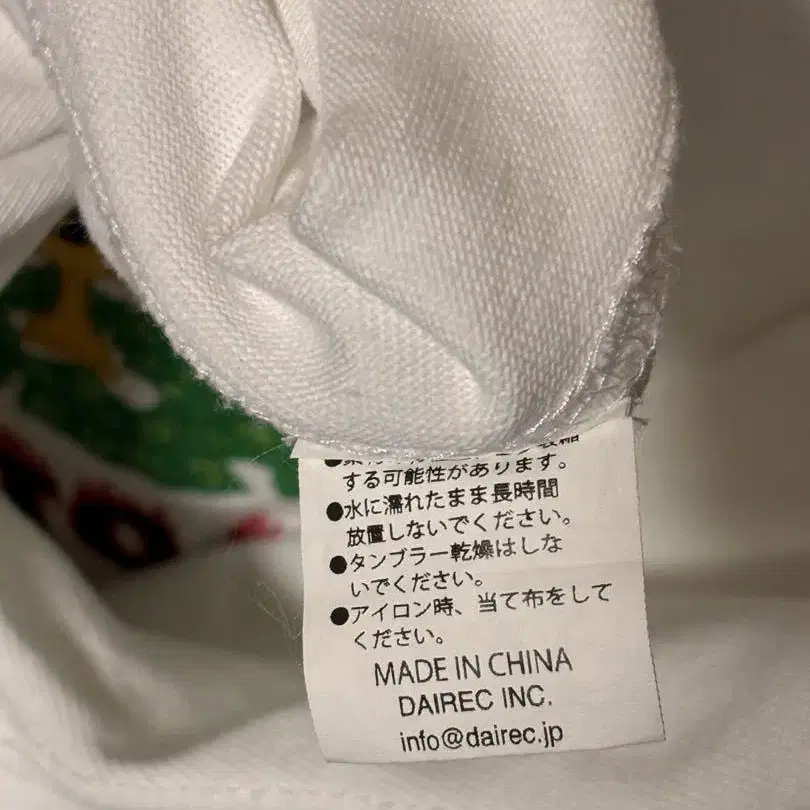 する可能性があります。
●水に濡れたまま長時間
放置しないでください。
●タンブラー乾燥はしな
いでください。
●アイロン時、当て布をして
ください。
MADE IN CHINA
DAIREC INC.
info@dairec.jp